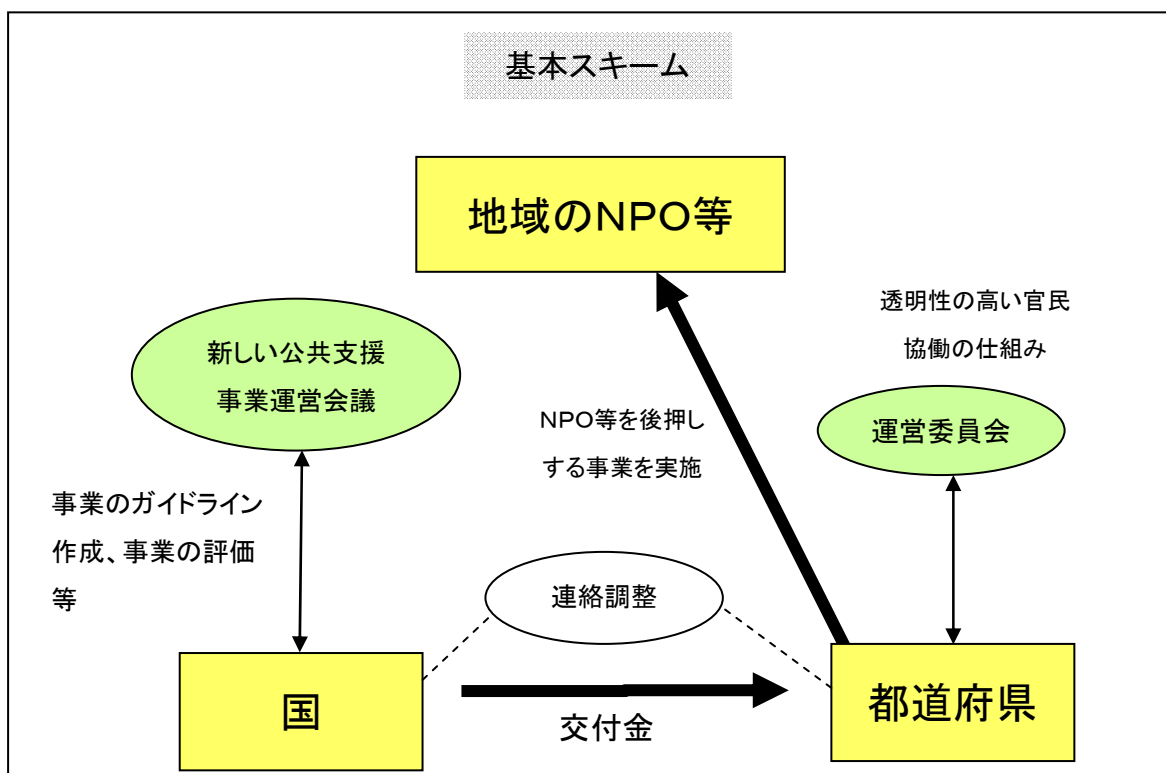 基本スキーム
地域のNPO等
新しい公共支援
事業運営会議
透明性の高い官民
協働の仕組み
運営委員会
NPO等を後押し
する事業を実施
事業のガイドライン
作成、事業の評価
等
連絡調整
国
交付金
都道府県